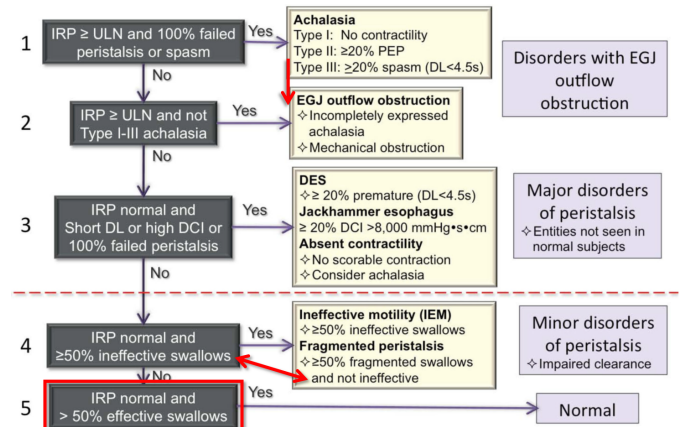 1
IRP ≥ ULN and 100% failed
peristalsis or spasm
Yes
Achalasia
Type I: No contractility
Type II: ≥20% PEP
Type III: ≥20% spasm (DL<4.5s)
Disorders with EGJ
outflow
obstruction
No
2
IRP ≥ ULN and not
Type I-III achalasia
Yes
EGJ outflow obstruction
✧Incompletely expressed
achalasia
✧Mechanical obstruction
No
3
IRP normal and
Short DL or high DCI or
100% failed peristalsis
Yes
DES
✧≥ 20% premature (DL<4.5s)
Jackhammer esophagus
≥ 20% DCI >8,000 mmHg•s•cm
Absent contractility
✧No scorable contraction
✧Consider achalasia
Major disorders
of peristalsis
✧Entities not seen in
normal subjects
No
4
IRP normal and
≥50% ineffective swallows
Yes
Ineffective motility (IEM)
✧≥50% ineffective swallows
Fragmented peristalsis
✧≥50% fragmented swallows
and not ineffective
Minor disorders
of peristalsis
✧Impaired clearance
No
5
IRP normal and
> 50% effective swallows
Yes
Normal